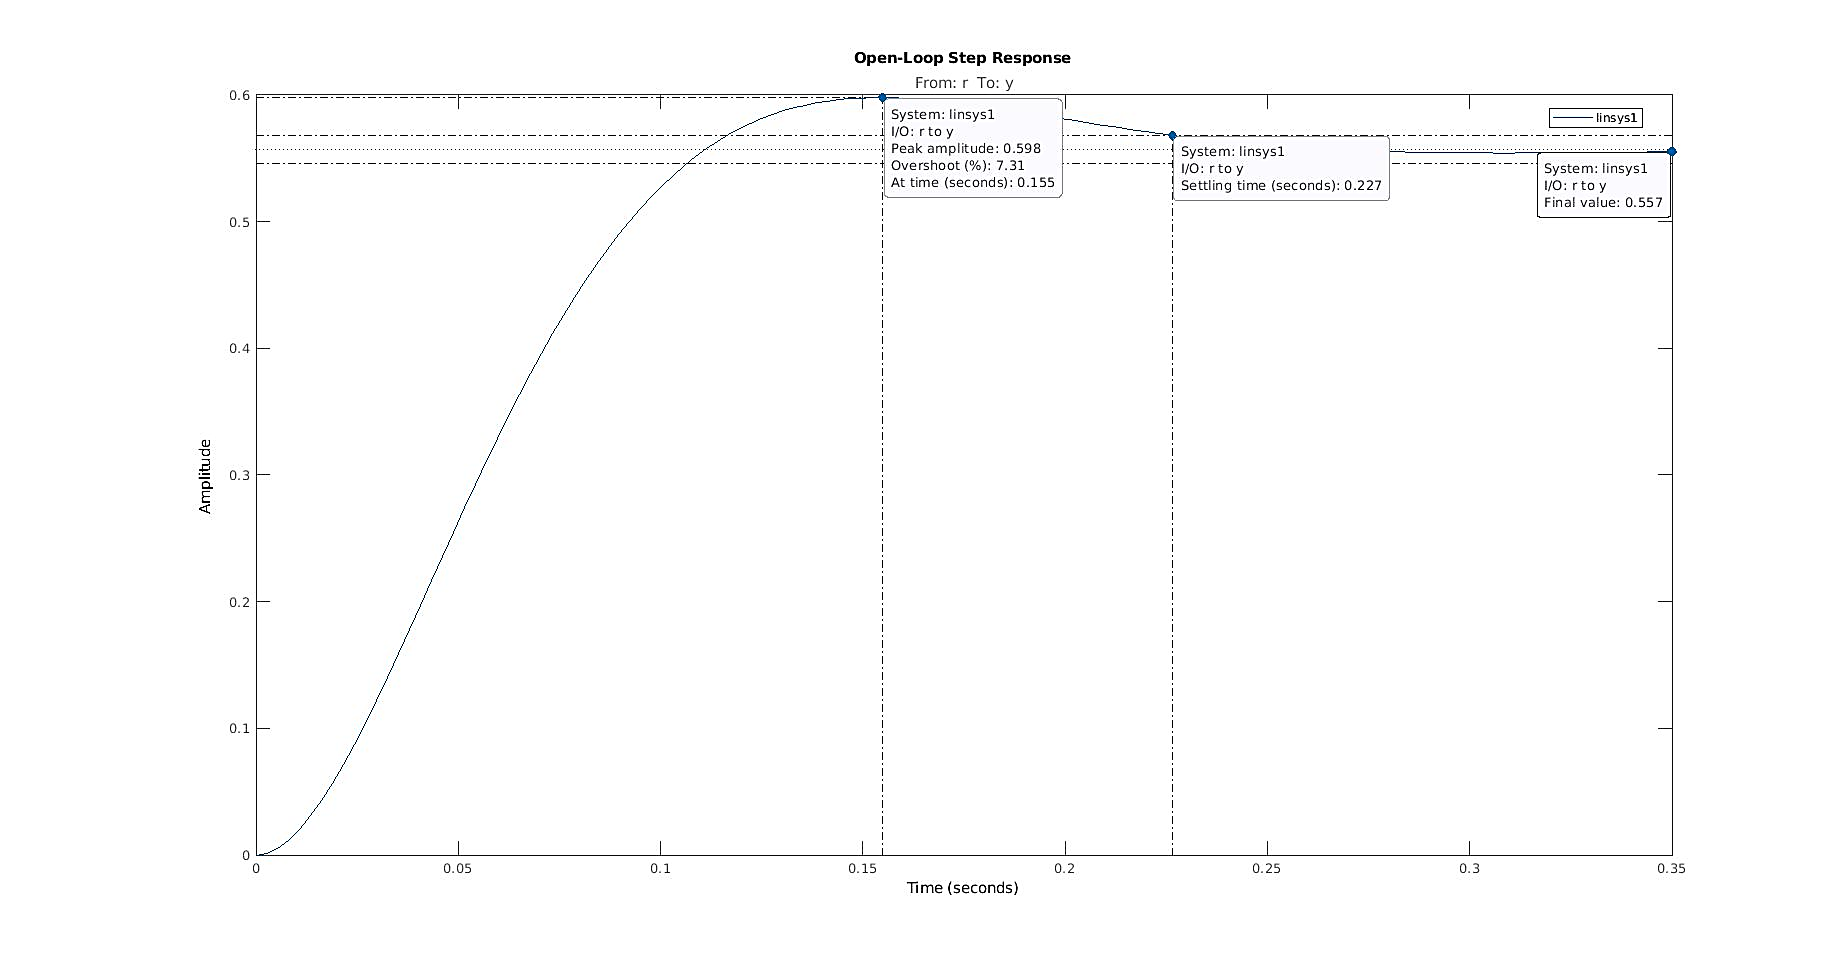 Open-Loop Step Response
From: r To: y
0.6
0.5
0.4
0.3
0.2
0.1
0
Amplitude
System: linsys1
I/O: r to y
Peak amplitude: 0.598
Overshoot (%): 7.31
At time (seconds): 0.155
System: linsys1
I/O: r to y
Settling time (seconds): 0.227
linsys1
System: linsys1
I/O: r to y
Final value: 0.557
0
0.05
0.1
0.15
0.2
0.25
0.3
0.35
Time (seconds)